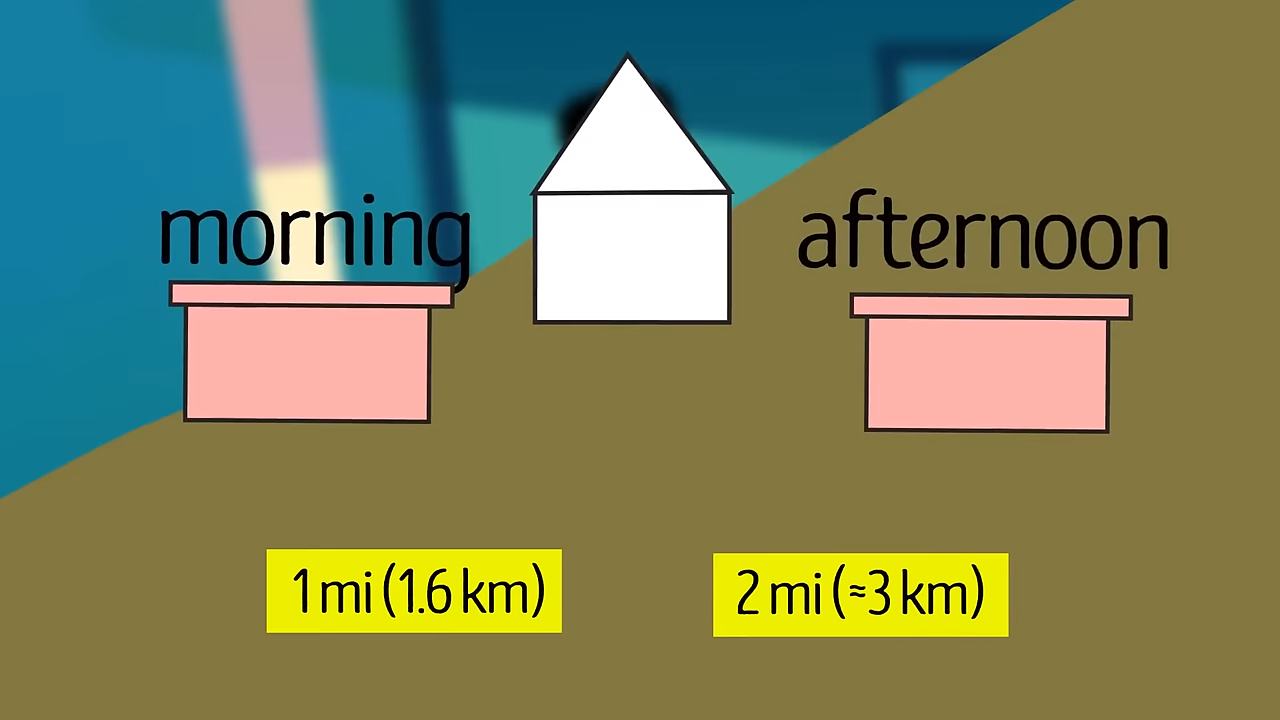 morning
afternoon
1 mi (1.6 km)
2 mi (≈3 km)